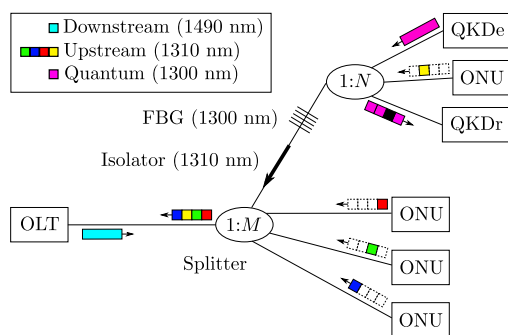 Downstream (1490 nm)
Upstream (1310 nm)
Quantum (1300 nm)
QKDe
1:N
ONU
FBG (1300 nm)
QKDr
Isolator (1310 nm)
ONU
OLT
1:M
Splitter
ONU
ONU